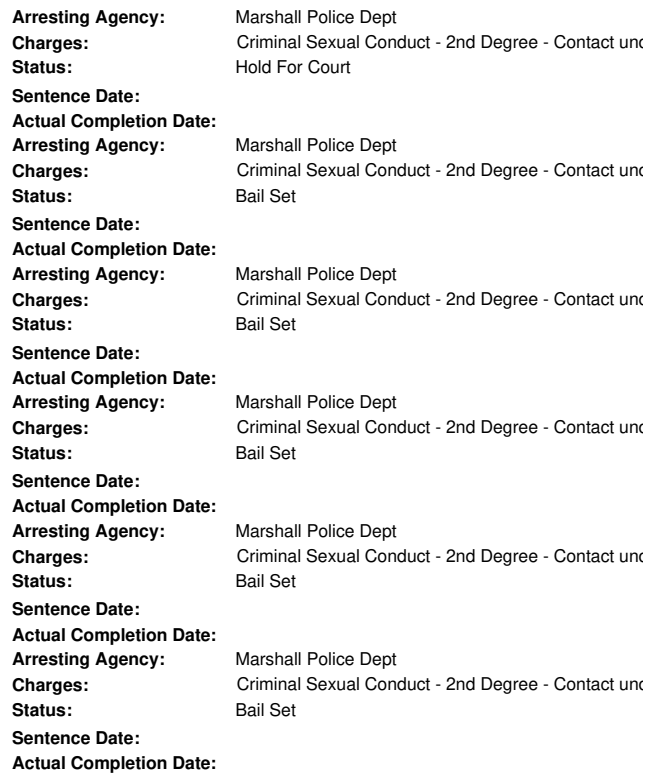 Arresting Agency: Marshall Police Dept
Charges: Criminal Sexual Conduct - 2nd Degree - Contact
Status: Hold For Court
Sentence Date:
Actual Completion Date:
Arresting Agency: Marshall Police Dept
Charges: Criminal Sexual Conduct - 2nd Degree - Contact
Status: Bail Set
Sentence Date:
Actual Completion Date:
Arresting Agency: Marshall Police Dept
Charges: Criminal Sexual Conduct - 2nd Degree - Contact
Status: Bail Set
Sentence Date:
Actual Completion Date:
Arresting Agency: Marshall Police Dept
Charges: Criminal Sexual Conduct - 2nd Degree - Contact
Status: Bail Set
Sentence Date:
Actual Completion Date:
Arresting Agency: Marshall Police Dept
Charges: Criminal Sexual Conduct - 2nd Degree - Contact
Status: Bail Set
Sentence Date:
Actual Completion Date:
Arresting Agency: Marshall Police Dept
Charges: Criminal Sexual Conduct - 2nd Degree - Contact
Status: Bail Set
Sentence Date:
Actual Completion Date: